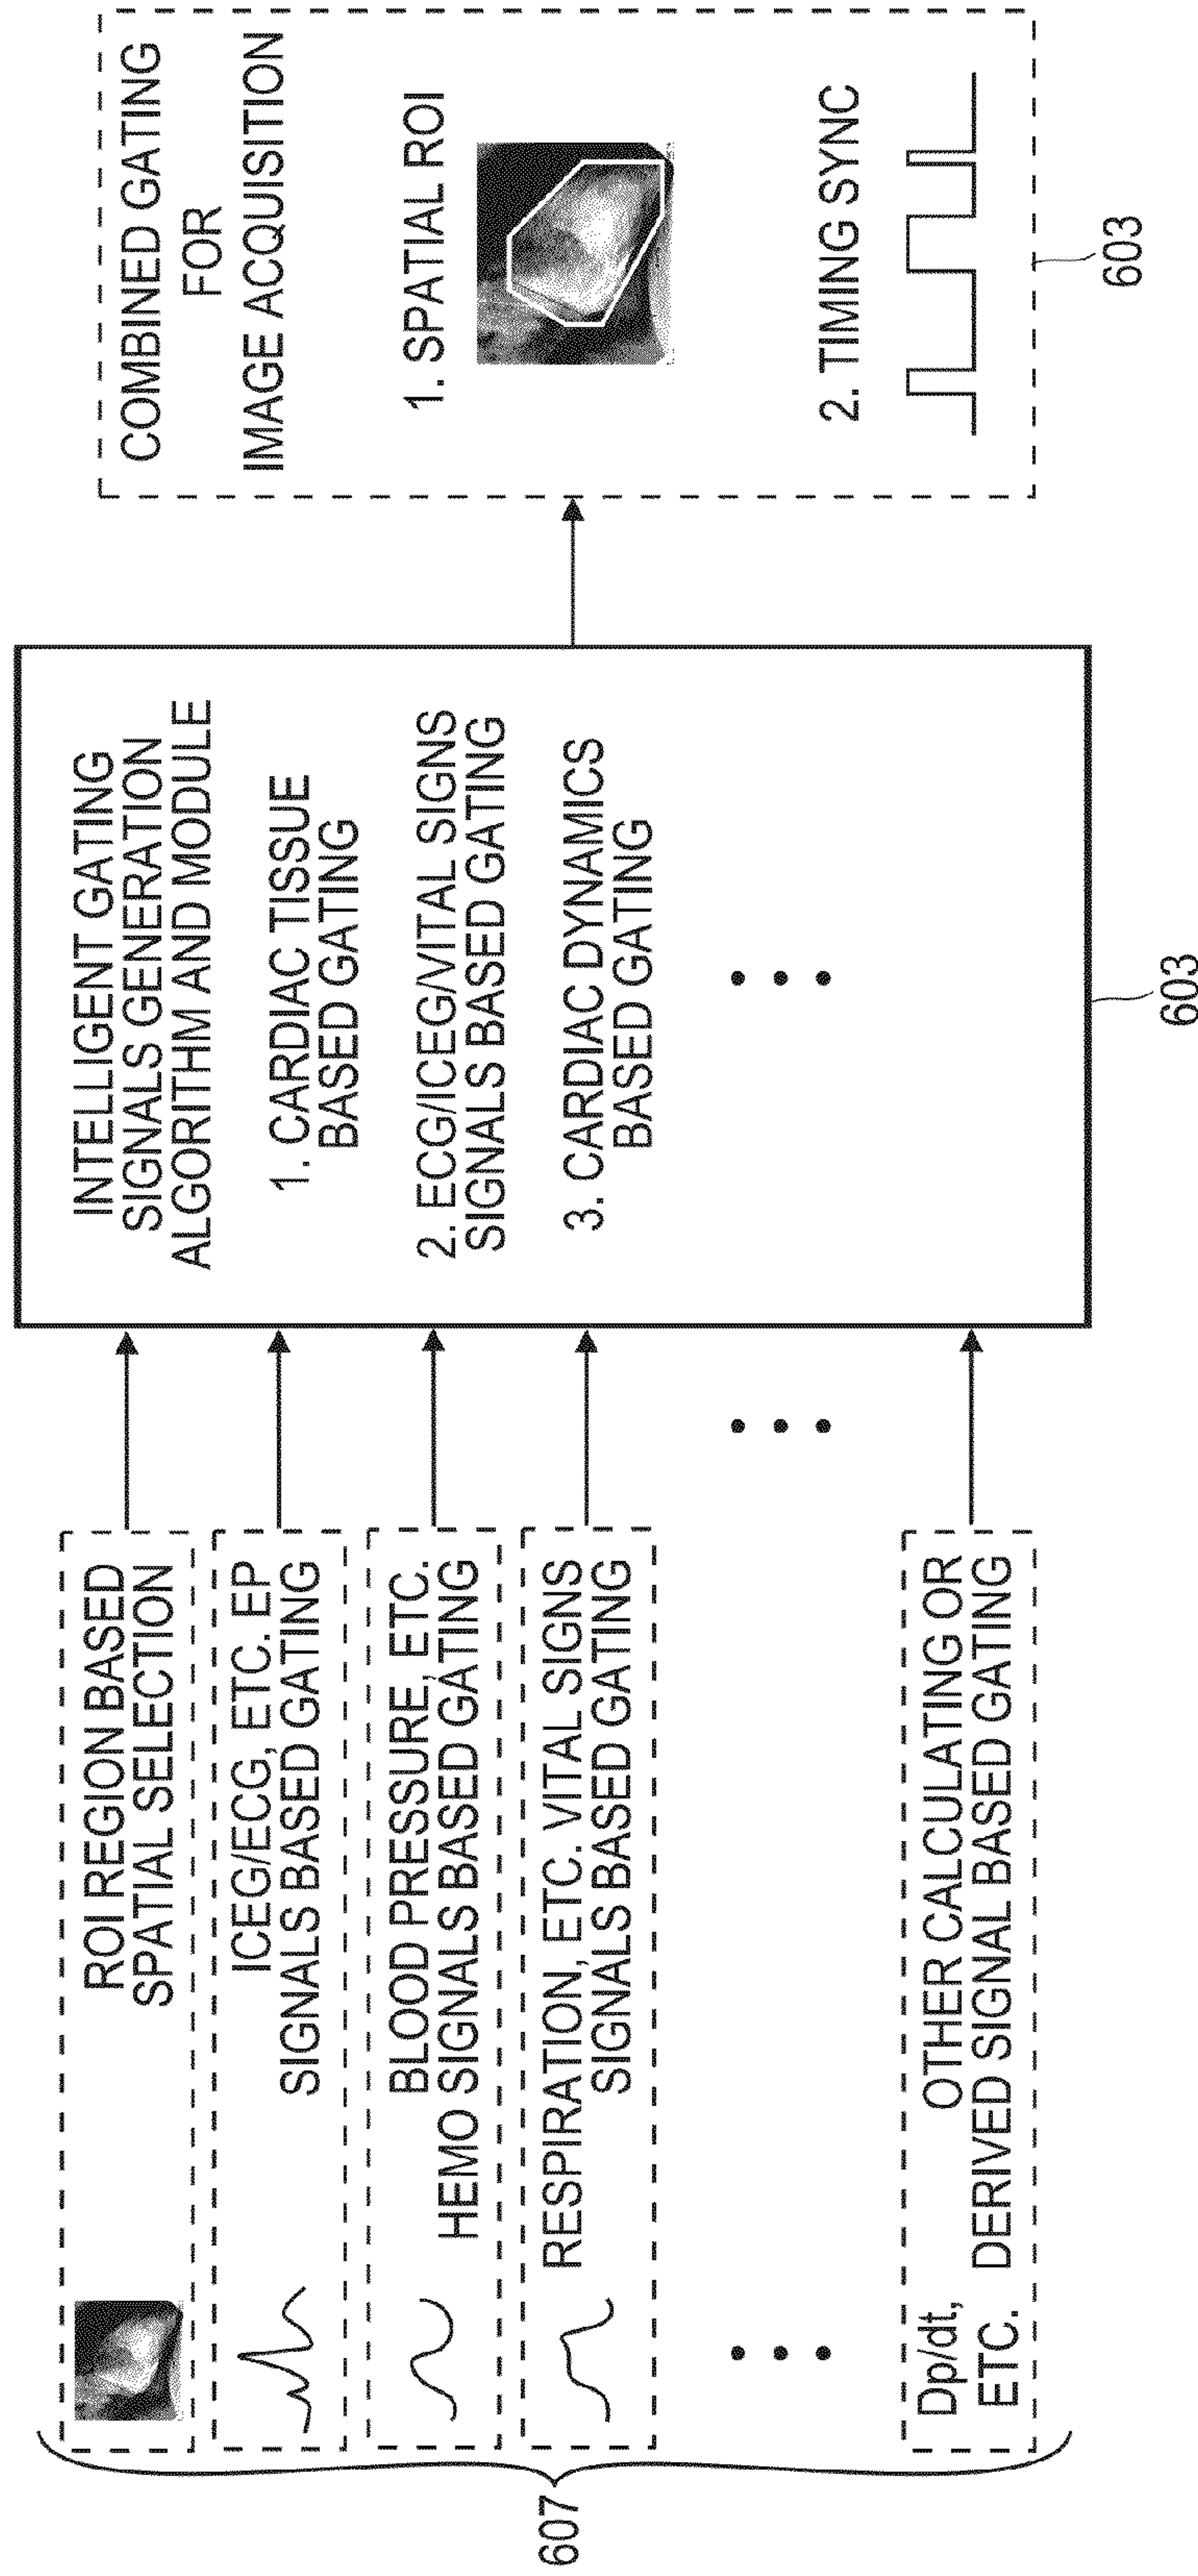 607
ROI REGION BASED
SPATIAL SELECTION
ICEG/ECG, ETC. EP
SIGNALS BASED GATING
BLOOD PRESSURE, ETC.
HEMO SIGNALS BASED GATING
RESPIRATION, ETC. VITAL SIGNS
SIGNALS BASED GATING
Dp/dt,
ETC.
OTHER CALCULATING OR
DERIVED SIGNAL BASED GATING
INTELLIGENT GATING
SIGNALS GENERATION
ALGORITHM AND MODULE
1. CARDIAC TISSUE
BASED GATING
2. ECG/ICEG/VITAL SIGNS
SIGNALS BASED GATING
3. CARDIAC DYNAMICS
BASED GATING
603
COMBINED GATING
FOR
IMAGE ACQUISITION
1. SPATIAL ROI
2. TIMING SYNC
603